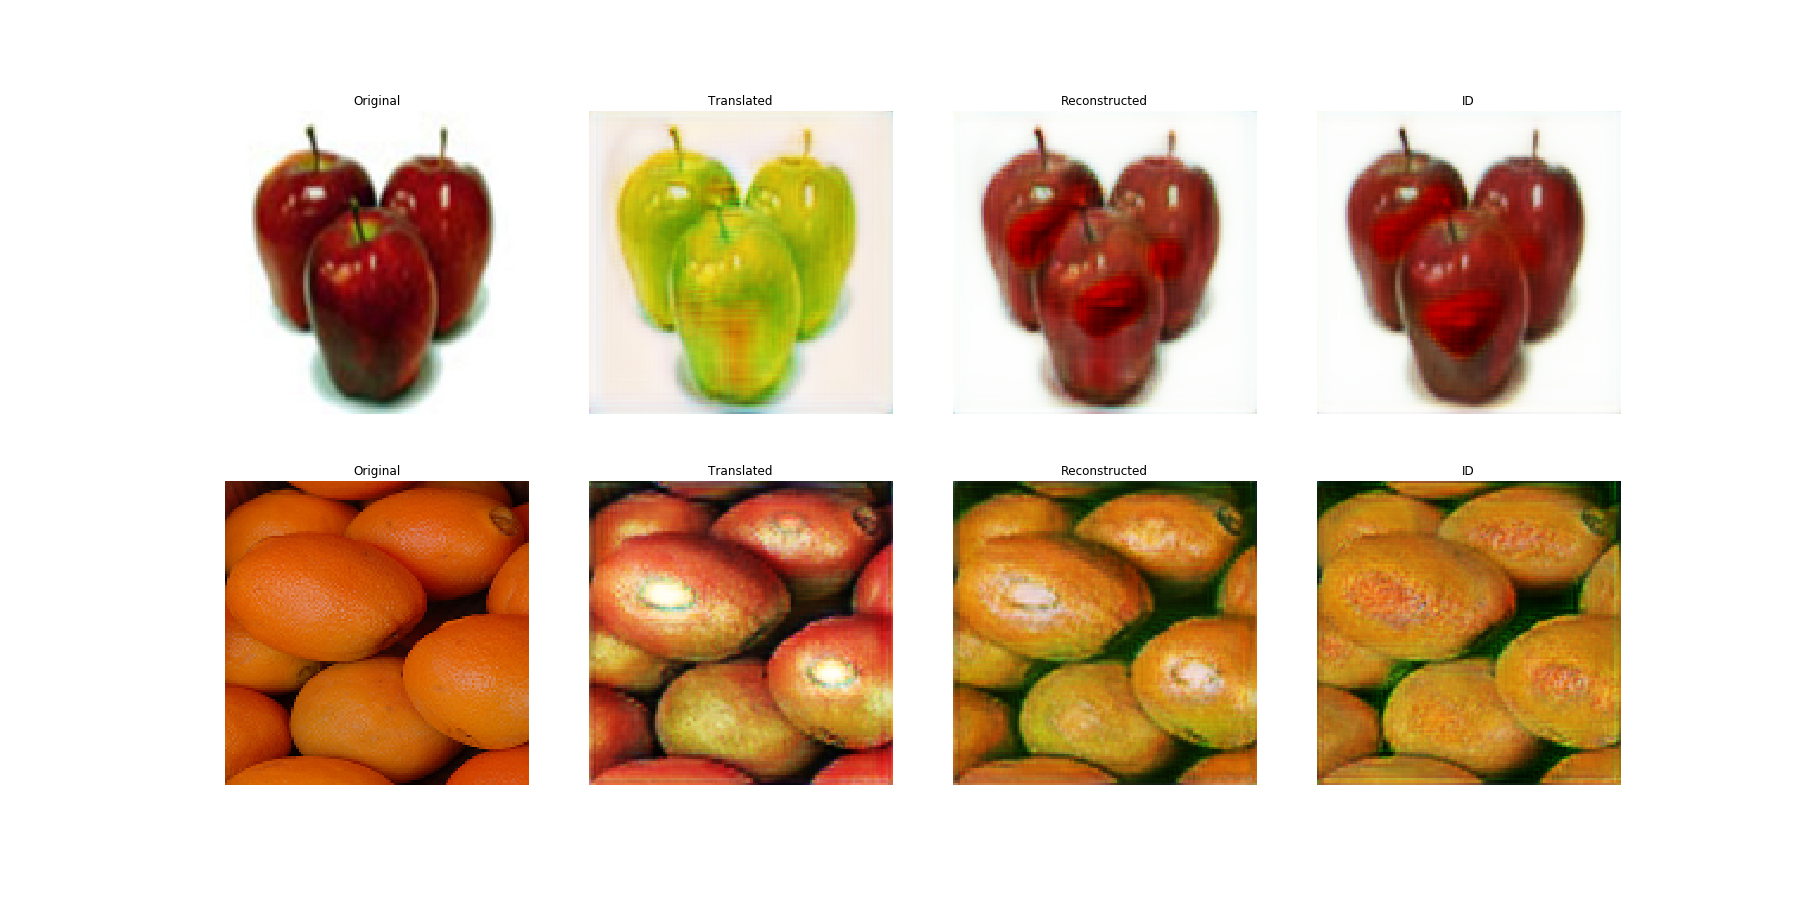 Original
Translated
Reconstructed
ID
Original
Translated
Reconstructed
ID